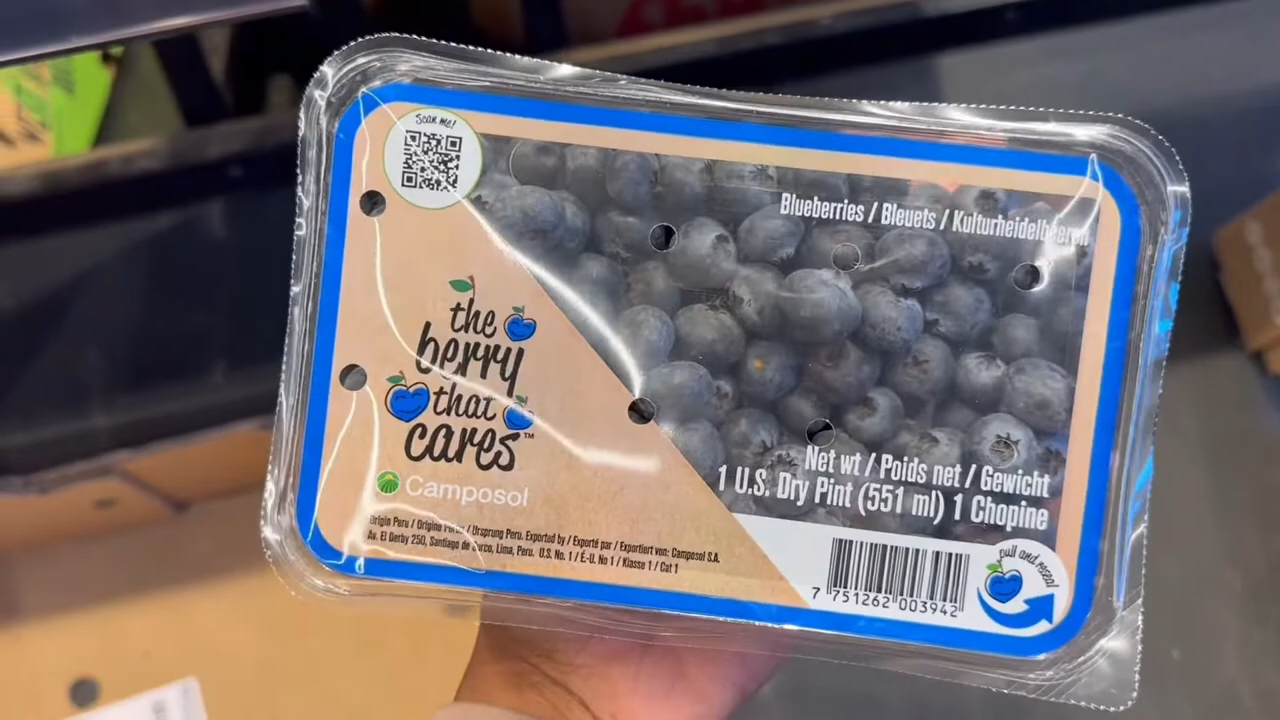 Scan me!
Blueberries / Bleuets / Kulturheidelbeeren
the
berry
that
cares™
Camposol
Net wt / Poids net / Gewicht
1 U.S. Dry Pint (551 ml) 1 Chopine
Origin Peru / Origine Pérou / Ursprung Peru. Exported by / Exporté par / Exportiert von: Camposol S.A.
Av. El Derby 250, Santiago de Surco, Lima, Peru. U.S. No. 1 / É.-U. No 1 / Klasse 1 / Cat 1
7 751262 003942
pull and reseal